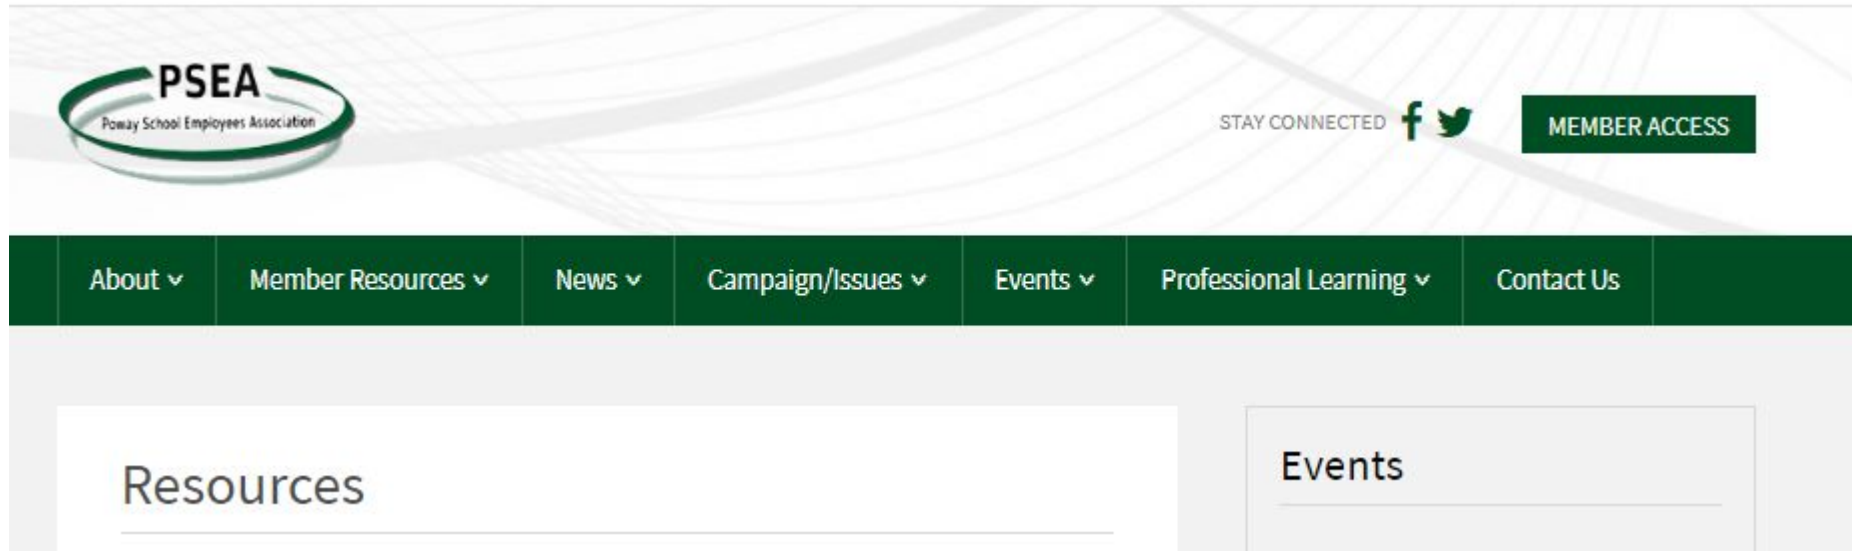 PSEA
Poway School Employees Association
STAY CONNECTED
MEMBER ACCESS
About
Member Resources
News
Campaign/Issues
Events
Professional Learning
Contact Us
Resources
Events